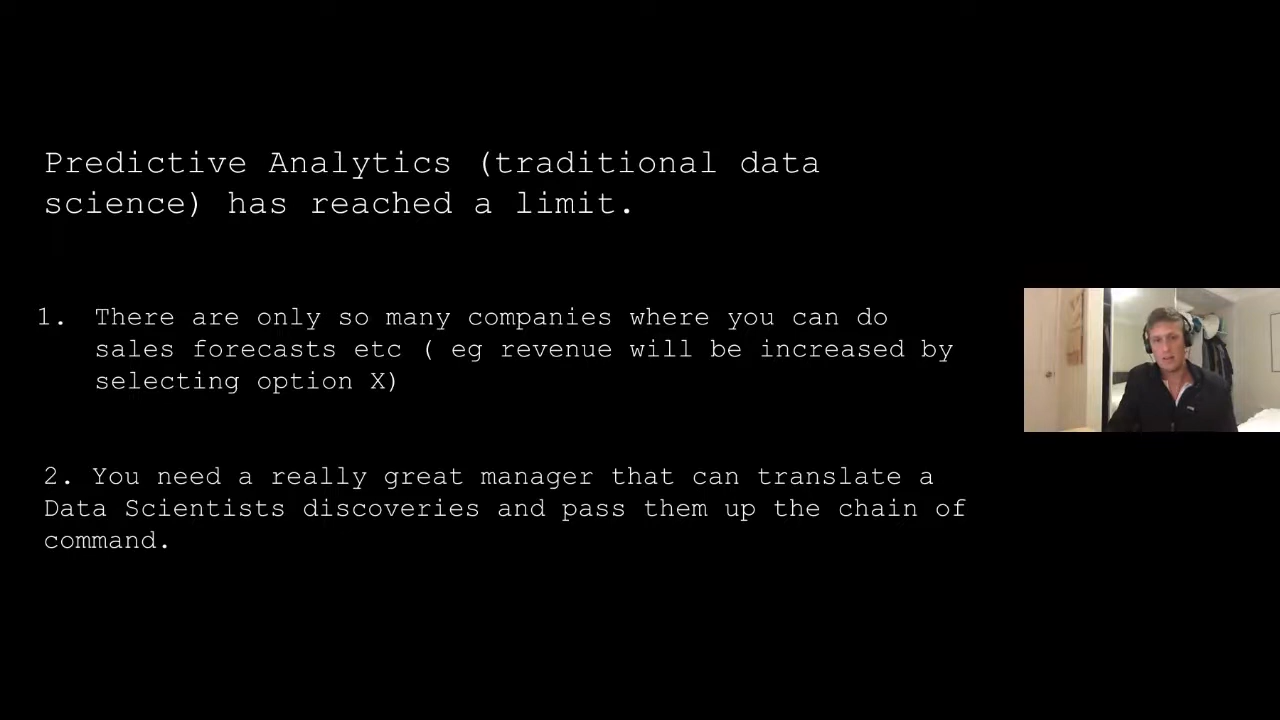 Predictive Analytics (traditional data
science) has reached a limit.
1. There are only so many companies where you can do
sales forecasts etc ( eg revenue will be increased by
selecting option X)
2. You need a really great manager that can translate a
Data Scientists discoveries and pass them up the chain of
command.